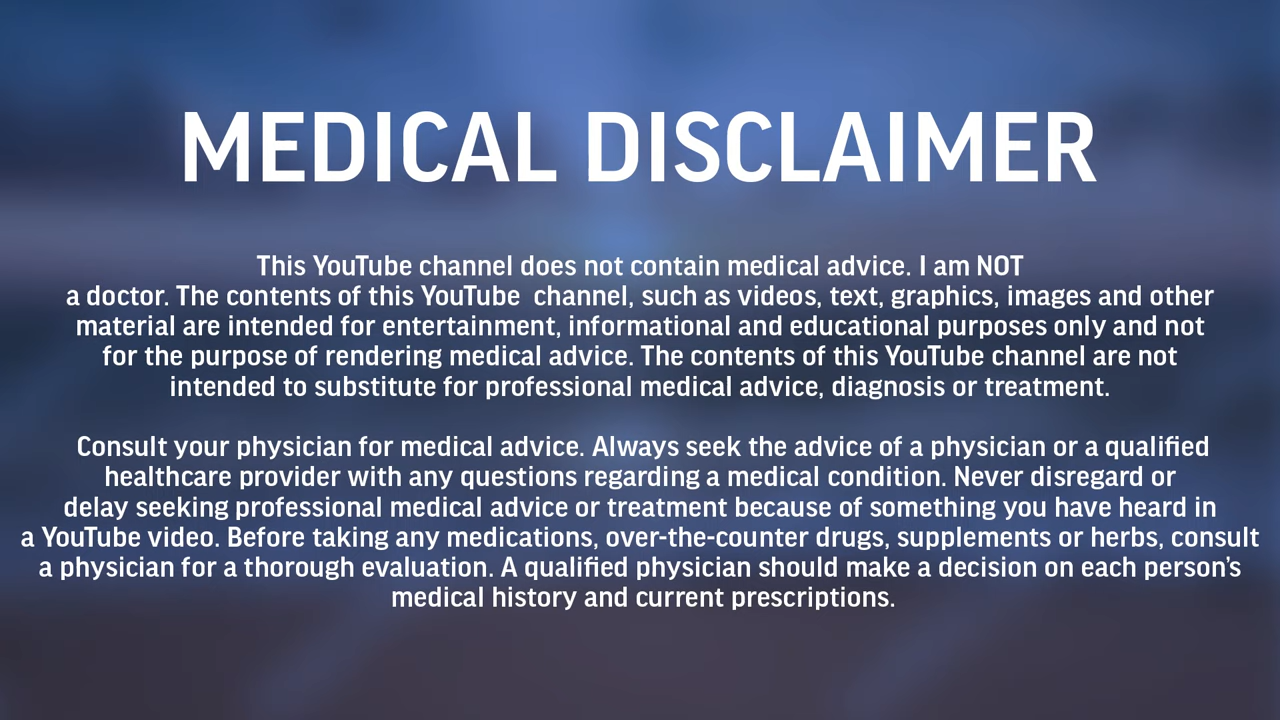 MEDICAL DISCLAIMER
This YouTube channel does not contain medical advice. I am NOT
a doctor. The contents of this YouTube  channel, such as videos, text, graphics, images and other
material are intended for entertainment, informational and educational purposes only and not
for the purpose of rendering medical advice. The contents of this YouTube channel are not
intended to substitute for professional medical advice, diagnosis or treatment.
Consult your physician for medical advice. Always seek the advice of a physician or a qualified
healthcare provider with any questions regarding a medical condition. Never disregard or
delay seeking professional medical advice or treatment because of something you have heard in
a YouTube video. Before taking any medications, over-the-counter drugs, supplements or herbs, consult
a physician for a thorough evaluation. A qualified physician should make a decision on each person’s
medical history and current prescriptions.